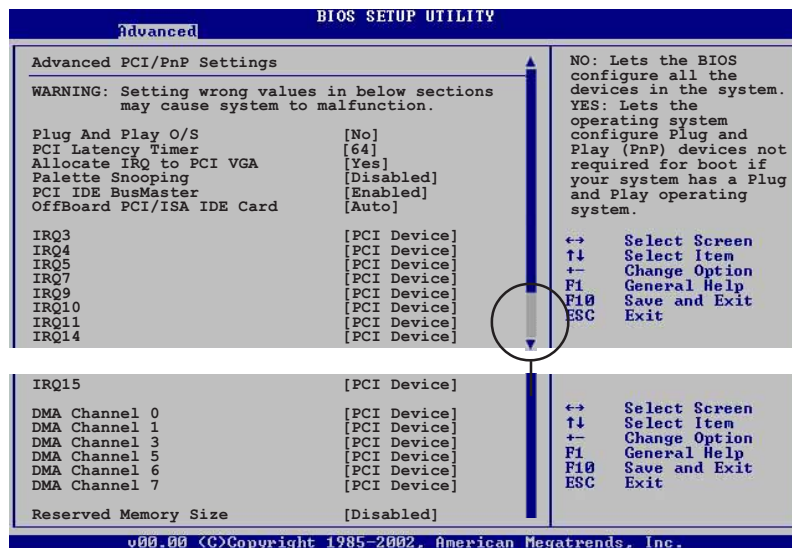 BIOS SETUP UTILITY
Advanced
Advanced PCI/PnP Settings
WARNING: Setting wrong values in below sections
may cause system to malfunction.
Plug And Play O/S [No]
PCI Latency Timer [64]
Allocate IRQ to PCI VGA [Yes]
Palette Snooping [Disabled]
PCI IDE BusMaster [Enabled]
OffBoard PCI/ISA IDE Card [Auto]
IRQ3 [PCI Device]
IRQ4 [PCI Device]
IRQ5 [PCI Device]
IRQ7 [PCI Device]
IRQ9 [PCI Device]
IRQ10 [PCI Device]
IRQ11 [PCI Device]
IRQ14 [PCI Device]
NO: Lets the BIOS
configure all the
devices in the system.
YES: Lets the
operating system
configure Plug and
Play (PnP) devices not
required for boot if
your system has a Plug
and Play operating
system.
←→ Select Screen
↑↓ Select Item
+- Change Option
F1 General Help
F10 Save and Exit
ESC Exit
IRQ15 [PCI Device]
DMA Channel 0 [PCI Device]
DMA Channel 1 [PCI Device]
DMA Channel 3 [PCI Device]
DMA Channel 5 [PCI Device]
DMA Channel 6 [PCI Device]
DMA Channel 7 [PCI Device]
Reserved Memory Size [Disabled]
←→ Select Screen
↑↓ Select Item
+- Change Option
F1 General Help
F10 Save and Exit
ESC Exit
v00.00 (C)Copyright 1985-2002, American Megatrends, Inc.